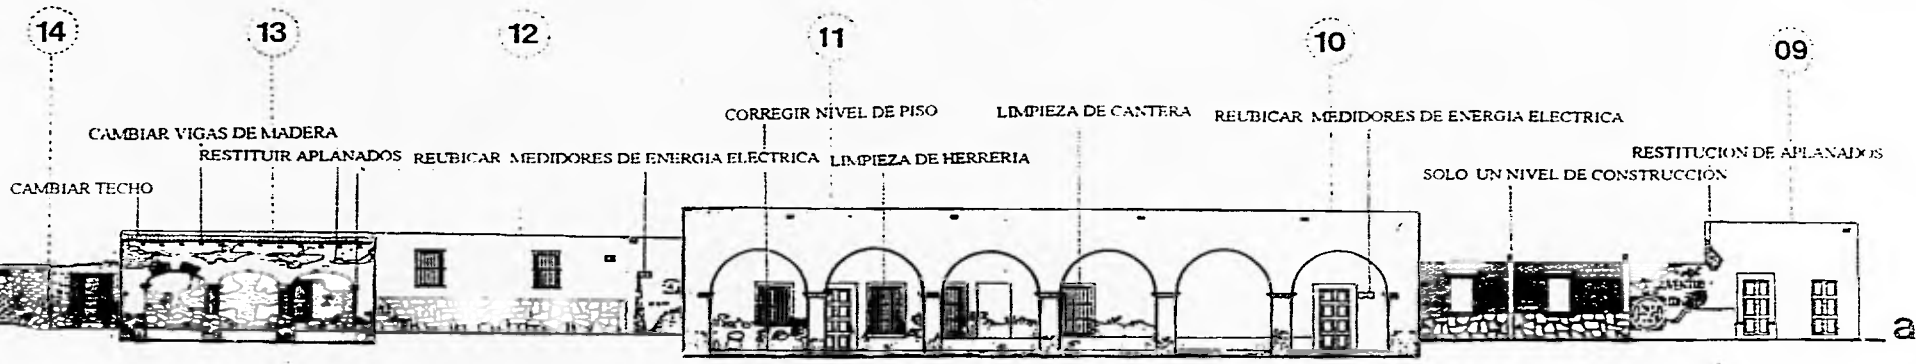 14
13
12
11
10
09
CORREGIR NIVEL DE PISO
LIMPIEZA DE CANTERA
REUBICAR MEDIDORES DE ENERGIA ELECTRICA
CAMBIAR VIGAS DE MADERA
RESTITUIR APLANADOS
REUBICAR MEDIDORES DE ENERGIA ELECTRICA
LIMPIEZA DE HERRERIA
RESTITUCION DE APLANADOS
SOLO UN NIVEL DE CONSTRUCCIÓN
CAMBIAR TECHO
a